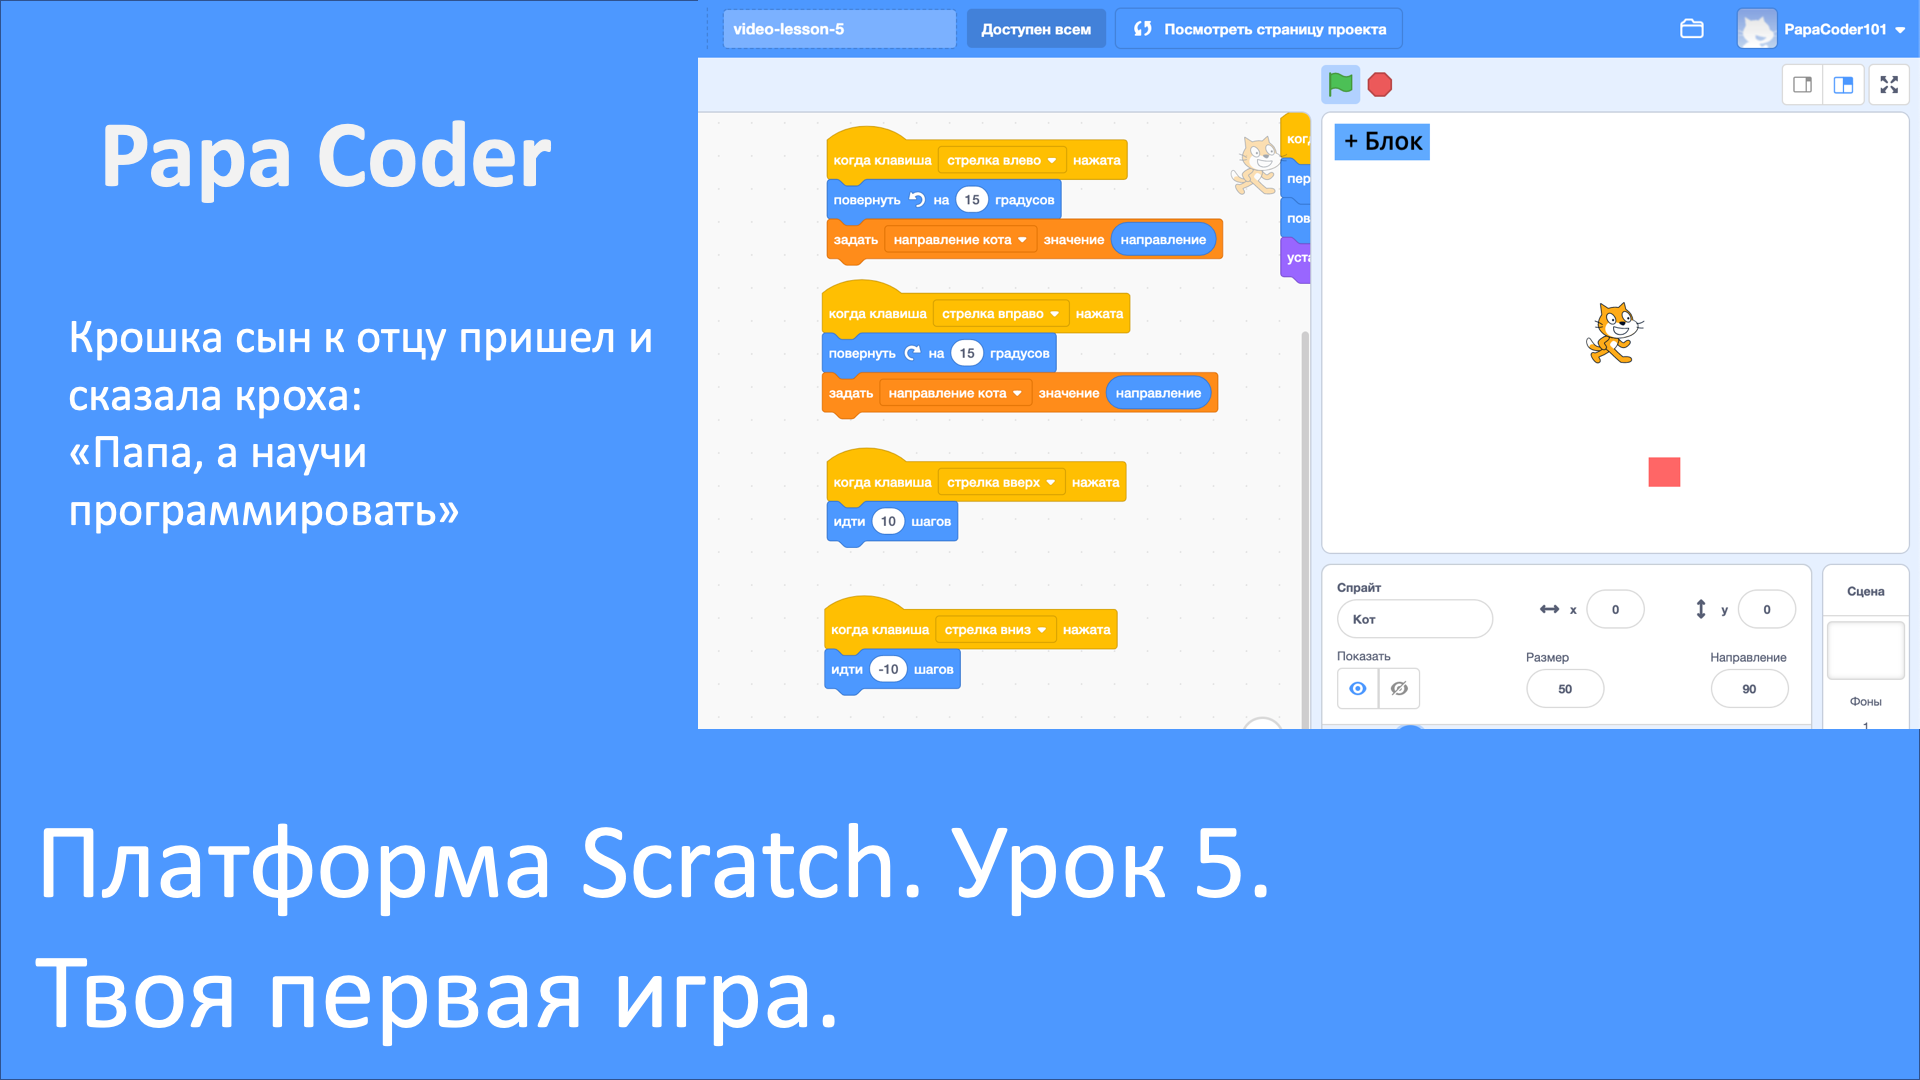 video-lesson-5
Доступен всем
Посмотреть страницу проекта
PapaCoder101
Papa Coder
Крошка сын к отцу пришел и
сказала кроха:
«Папа, а научи
программировать»
когда клавиша стрелка влево нажата
повернуть на 15 градусов
задать направление кота значение направление
когда клавиша стрелка вправо нажата
повернуть на 15 градусов
задать направление кота значение направление
когда клавиша стрелка вверх нажата
идти 10 шагов
когда клавиша стрелка вниз нажата
идти -10 шагов
+ Блок
Спрайт
Кот
x 0
y 0
Показать
Размер
50
Направление
90
Сцена
Фоны
1
Платформа Scratch. Урок 5.
Твоя первая игра.